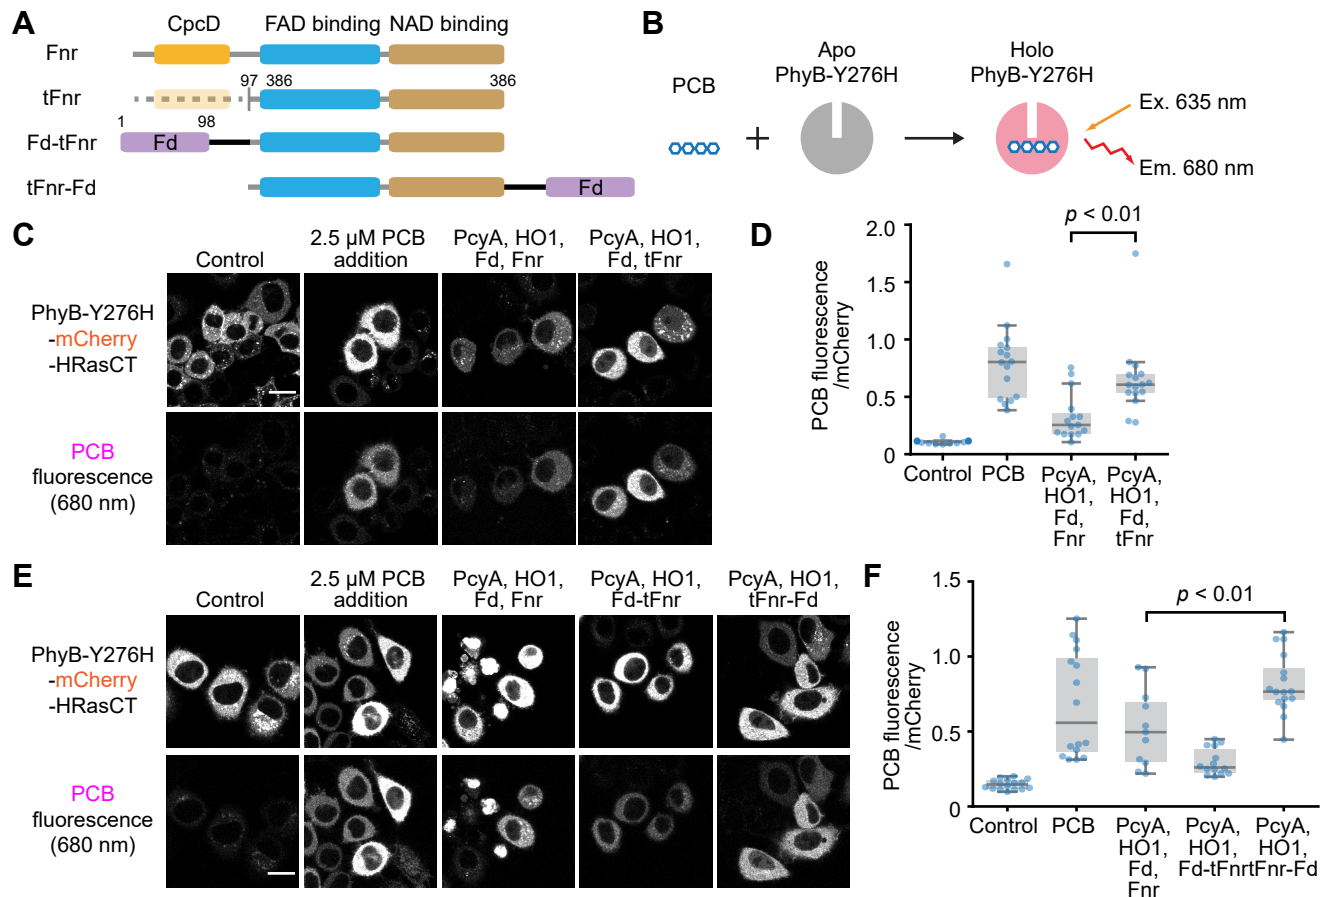 A
CpcD
FAD binding
NAD binding
Fnr
97
386
386
tFnr
1
98
Fd-tFnr
Fd
tFnr-Fd
Fd
B
PCB
+
Apo
PhyB-Y276H
Holo
PhyB-Y276H
Ex. 635 nm
Em. 680 nm
C
Control
2.5 µM PCB
addition
PcyA, HO1,
Fd, Fnr
PcyA, HO1,
Fd, tFnr
PhyB-Y276H
-mCherry
-HRasCT
PCB
fluorescence
(680 nm)
D
PCB fluorescence
/mCherry
2.0
1.5
1.0
0.5
0
p < 0.01
Control
PCB
PcyA,
HO1,
Fd,
Fnr
PcyA,
HO1,
Fd,
tFnr
E
Control
2.5 µM PCB
addition
PcyA, HO1,
Fd, Fnr
PcyA, HO1,
Fd-tFnr
PcyA, HO1,
tFnr-Fd
PhyB-Y276H
-mCherry
-HRasCT
PCB
fluorescence
(680 nm)
F
PCB fluorescence
/mCherry
1.5
1.0
0.5
0
p < 0.01
Control
PCB
PcyA,
HO1,
Fd,
Fnr
PcyA,
HO1,
Fd-tFnr
PcyA,
HO1,
tFnr-Fd